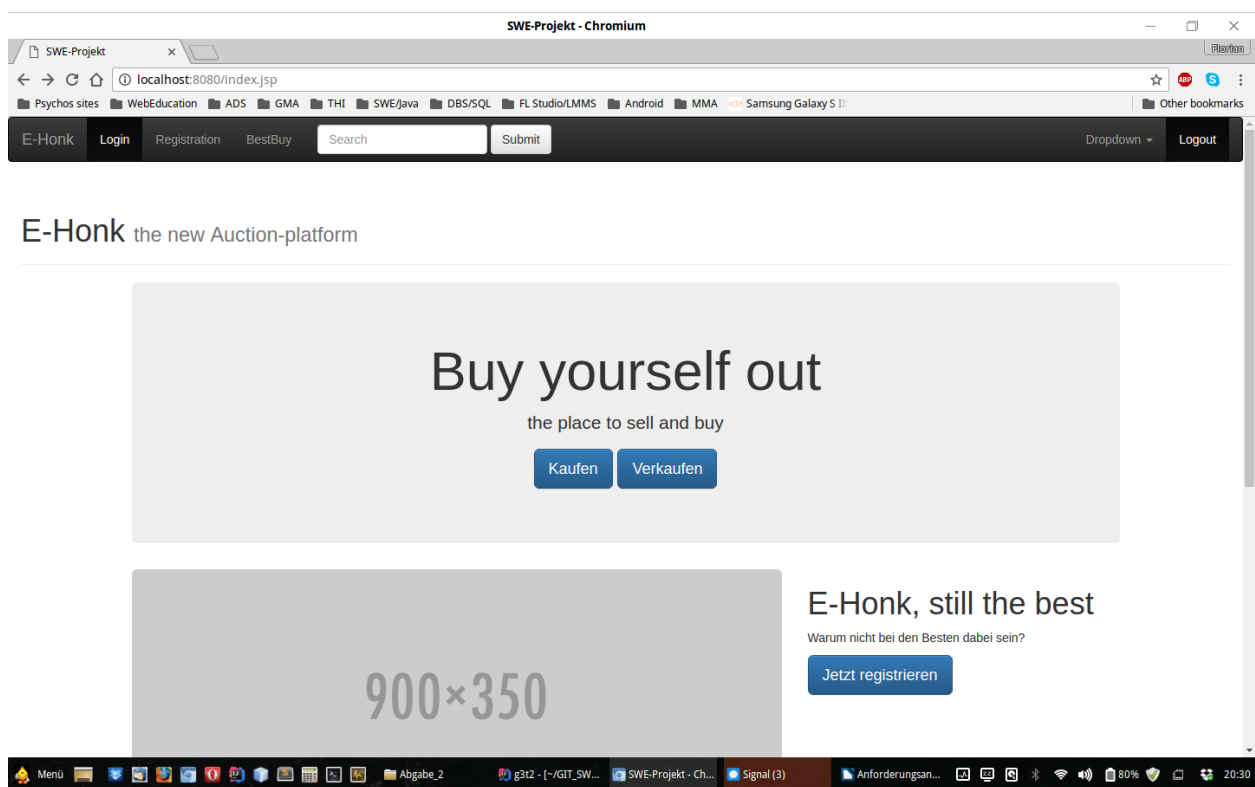 SWE-Projekt - Chromium
SWE-Projekt
Florian
localhost:8080/index.jsp
ABP
S
Psychos sites WebEducation ADS GMA THI SWE/Java DBS/SQL FL Studio/LMMS Android MMA xda Samsung Galaxy S II Other bookmarks
E-Honk Login Registration BestBuy Search Submit Dropdown Logout
E-Honk the new Auction-platform
Buy yourself out
the place to sell and buy
Kaufen Verkaufen
E-Honk, still the best
Warum nicht bei den Besten dabei sein?
Jetzt registrieren
900×350
Menü Abgabe_2 g3t2 - [~/GIT_SW... SWE-Projekt - Ch... Signal (3) Anforderungsan... 80% 20:30